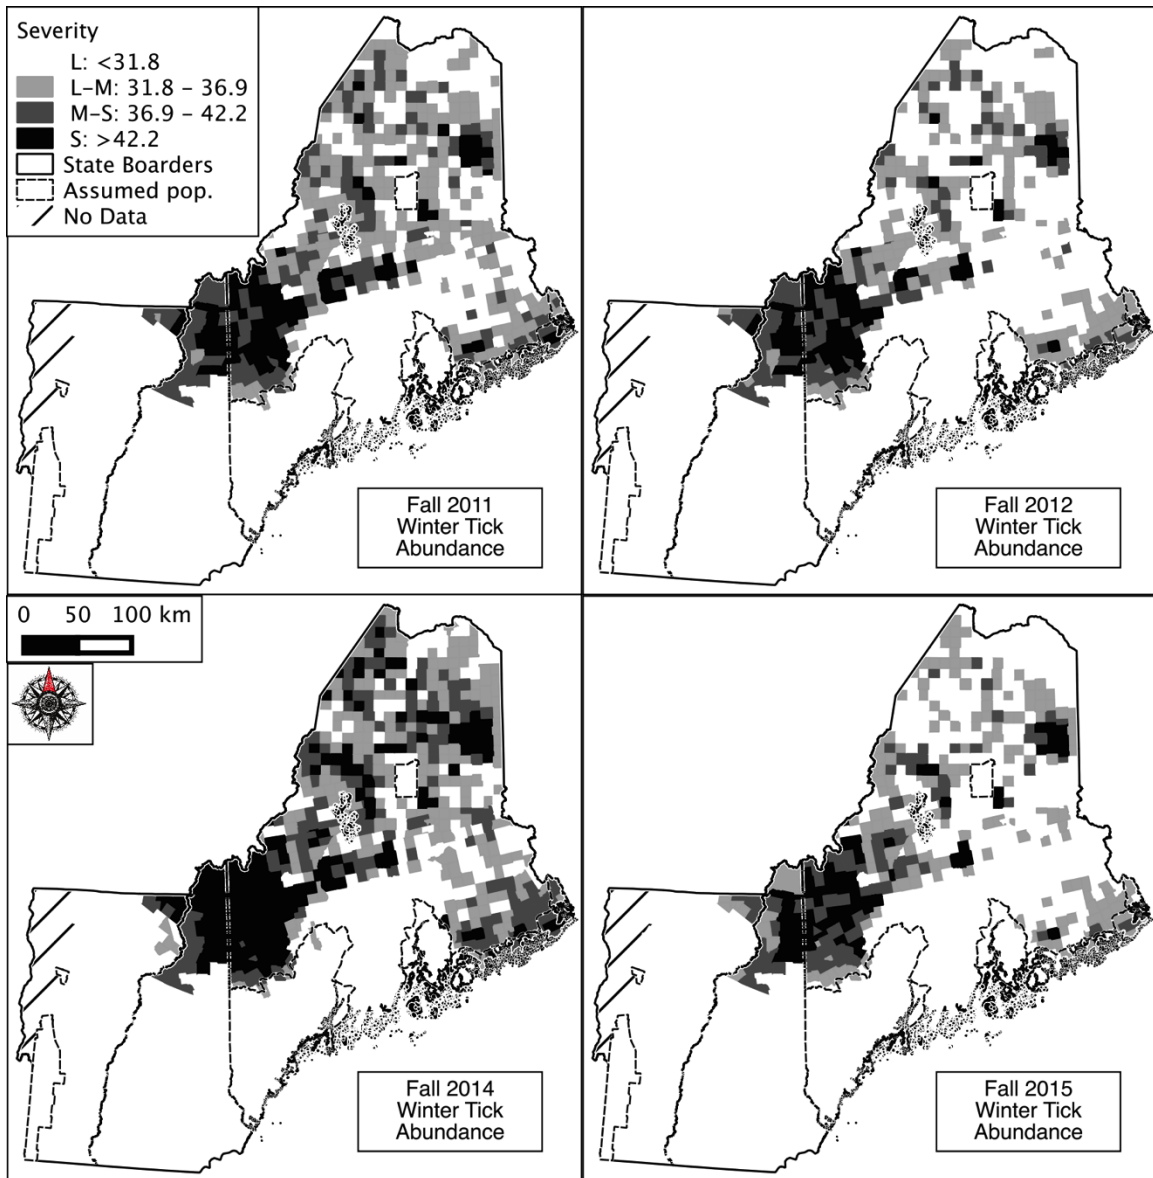 Severity
L: <31.8
L-M: 31.8 - 36.9
M-S: 36.9 - 42.2
S: >42.2
State Boarders
Assumed pop.
No Data
Fall 2011
Winter Tick
Abundance
Fall 2012
Winter Tick
Abundance
0 50 100 km
Fall 2014
Winter Tick
Abundance
Fall 2015
Winter Tick
Abundance